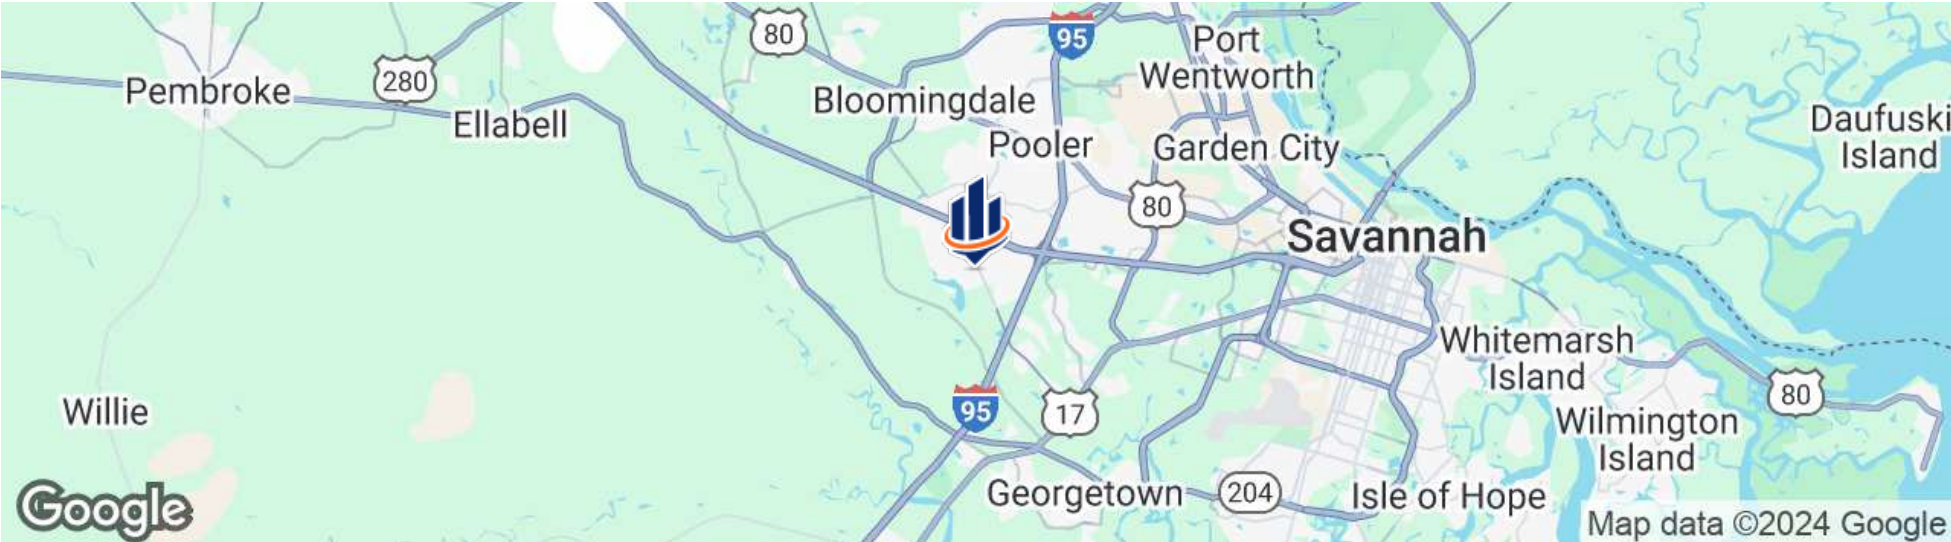 80
95
Port
Wentworth
280
Pembroke
Bloomingdale
Ellabell
Daufuski
Island
Pooler
Garden City
80
Savannah
Whitemarsh
Island
80
95
17
Willie
Wilmington
Island
Georgetown
204
Isle of Hope
Google
Map data ©2024 Google